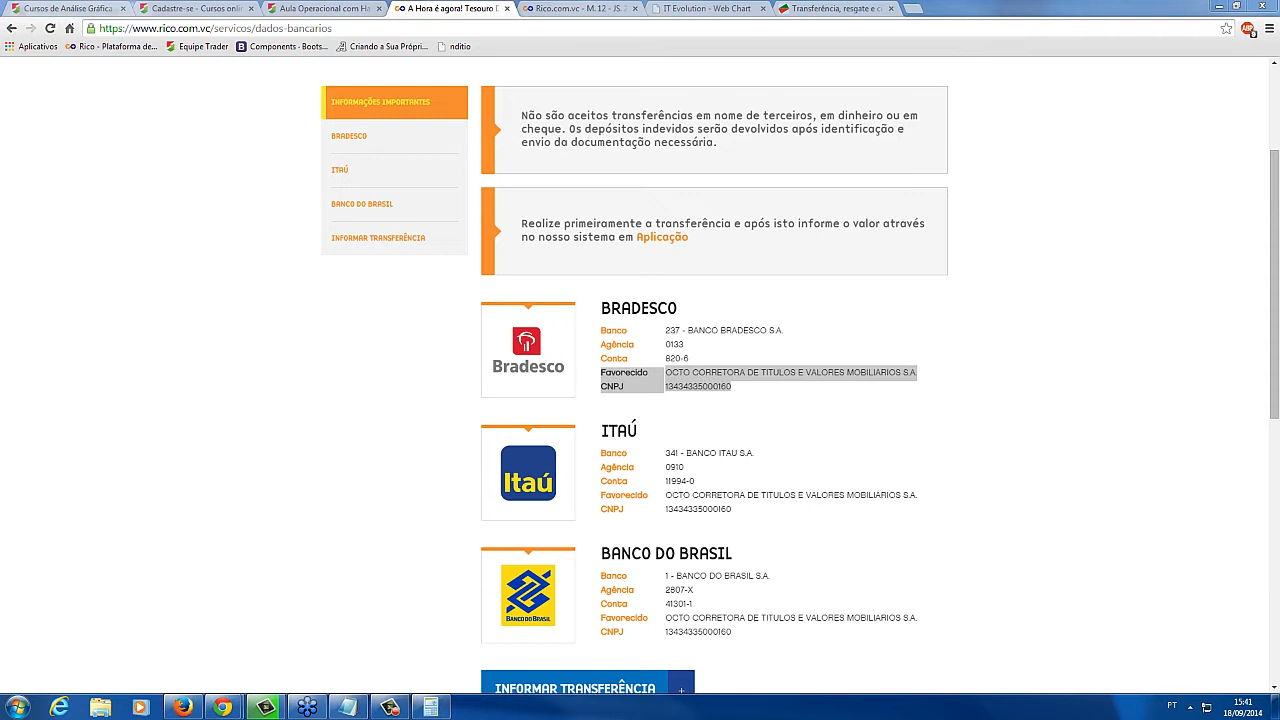 Cursos de Análise Gráfica
Cadastre-se - Cursos onlin
Aula Operacional com Ha
A Hora é agora! Tesouro D
Rico.com.vc - M. 12 - JS. 2
IT Evolution - Web Chart
Transferência, resgate e c
https://www.rico.com.vc/servicos/dados-bancarios
Aplicativos
Rico - Plataforma de...
Equipe Trader
Components · Boots...
Criando a Sua Própri...
nditio
INFORMAÇÕES IMPORTANTES
BRADESCO
ITAÚ
BANCO DO BRASIL
INFORMAR TRANSFERÊNCIA
Não são aceitos transferências em nome de terceiros, em dinheiro ou em
cheque. Os depósitos indevidos serão devolvidos após identificação e
envio da documentação necessária.
Realize primeiramente a transferência e após isto informe o valor através
no nosso sistema em Aplicação
Bradesco
BRADESCO
Banco 237 - BANCO BRADESCO S.A.
Agência 0133
Conta 820-6
Favorecido OCTO CORRETORA DE TITULOS E VALORES MOBILIARIOS S.A.
CNPJ 13434335000160
Itaú
ITAÚ
Banco 341 - BANCO ITAU S.A.
Agência 0910
Conta 11994-0
Favorecido OCTO CORRETORA DE TITULOS E VALORES MOBILIARIOS S.A.
CNPJ 13434335000160
BANCO DO BRASIL
BANCO DO BRASIL
Banco 1 - BANCO DO BRASIL S.A.
Agência 2807-X
Conta 41301-1
Favorecido OCTO CORRETORA DE TITULOS E VALORES MOBILIARIOS S.A.
CNPJ 13434335000160
INFORMAR TRANSFERÊNCIA +
PT
15:41
18/09/2014